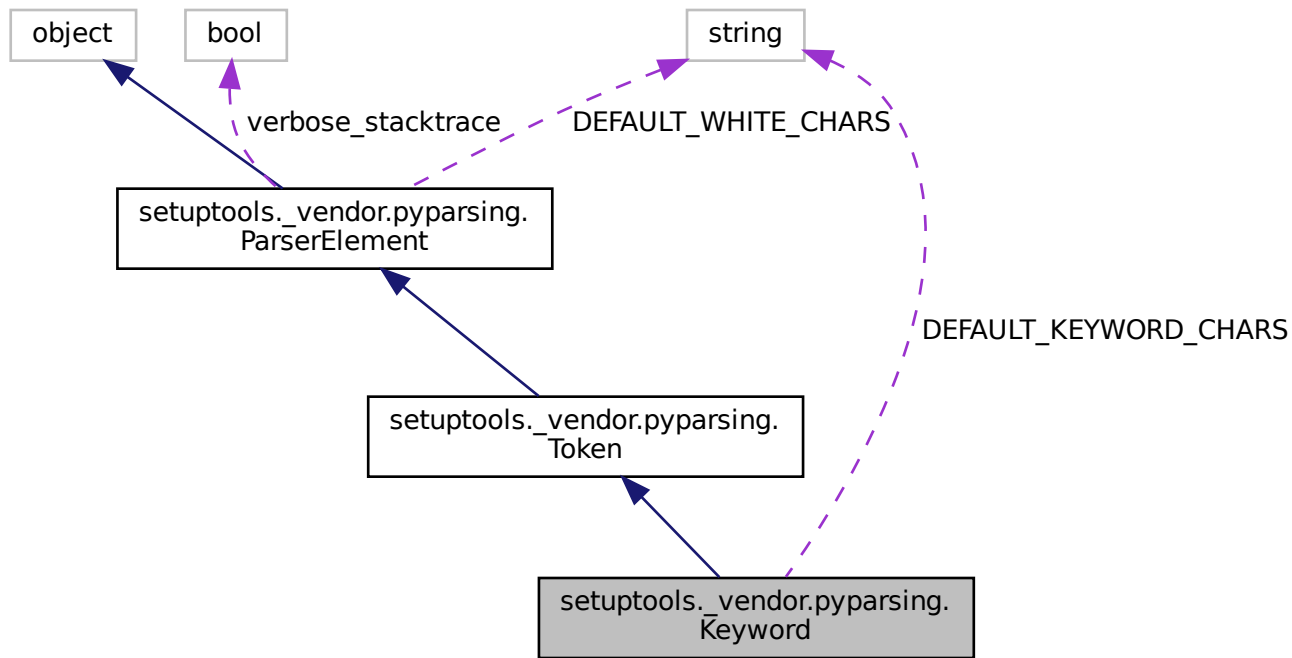 object
bool
string
verbose_stacktrace
DEFAULT_WHITE_CHARS
setuptools._vendor.pyparsing.
ParserElement
DEFAULT_KEYWORD_CHARS
setuptools._vendor.pyparsing.
Token
setuptools._vendor.pyparsing.
Keyword